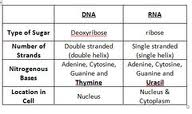 DNA RNA
Type of Sugar Deoxyribose ribose
Number of Double stranded Single stranded
Strands (double helix) (single helix)
Nitrogenous Adenine, Cytosine, Adenine, Cytosine,
Bases Guanine and Guanine and
Thymine Uracil
Location in Nucleus Nucleus &
Cell Cytoplasm